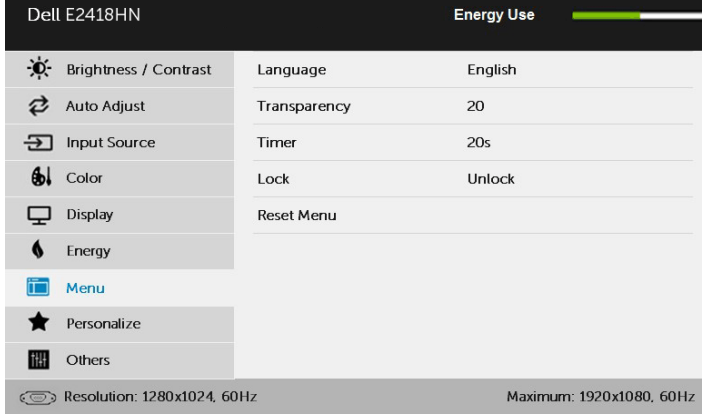 Dell E2418HN Energy Use
Brightness / Contrast Language English
Auto Adjust Transparency 20
Input Source Timer 20s
Color Lock Unlock
Display Reset Menu
Energy
Menu
Personalize
Others
Resolution: 1280x1024, 60Hz Maximum: 1920x1080, 60Hz